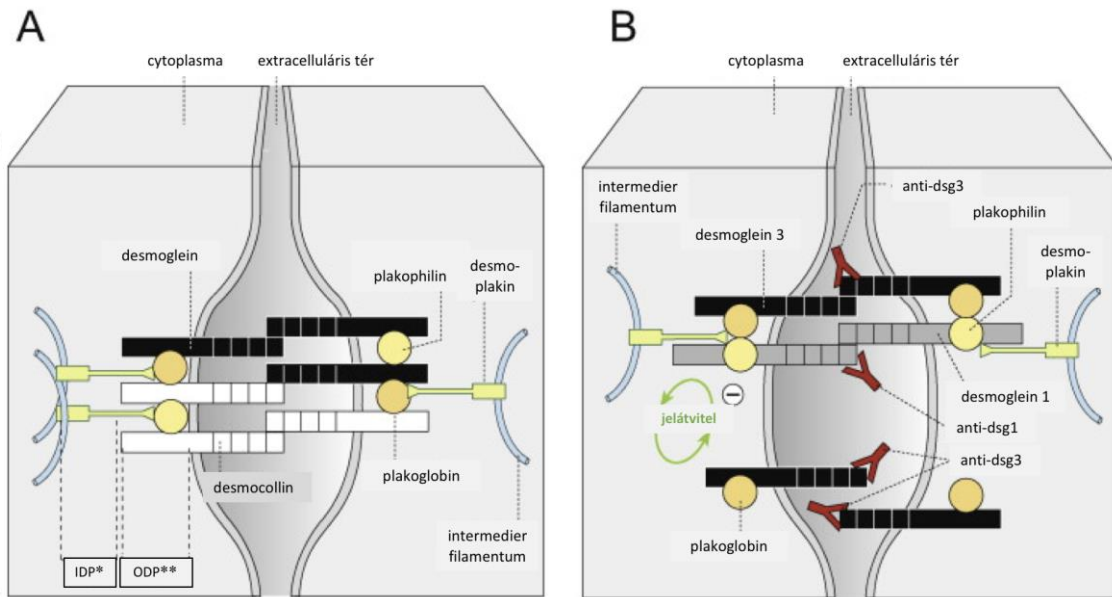 A
cytoplasma
extracelluláris tér
desmoglein
plakophilin
desmo-
plakin
desmocollin
plakoglobin
intermedier
filamentum
IDP*
ODP**
B
cytoplasma
extracelluláris tér
intermedier
filamentum
anti-dsg3
plakophilin
desmoglein 3
desmo-
plakin
jelátvitel
desmoglein 1
anti-dsg1
anti-dsg3
plakoglobin